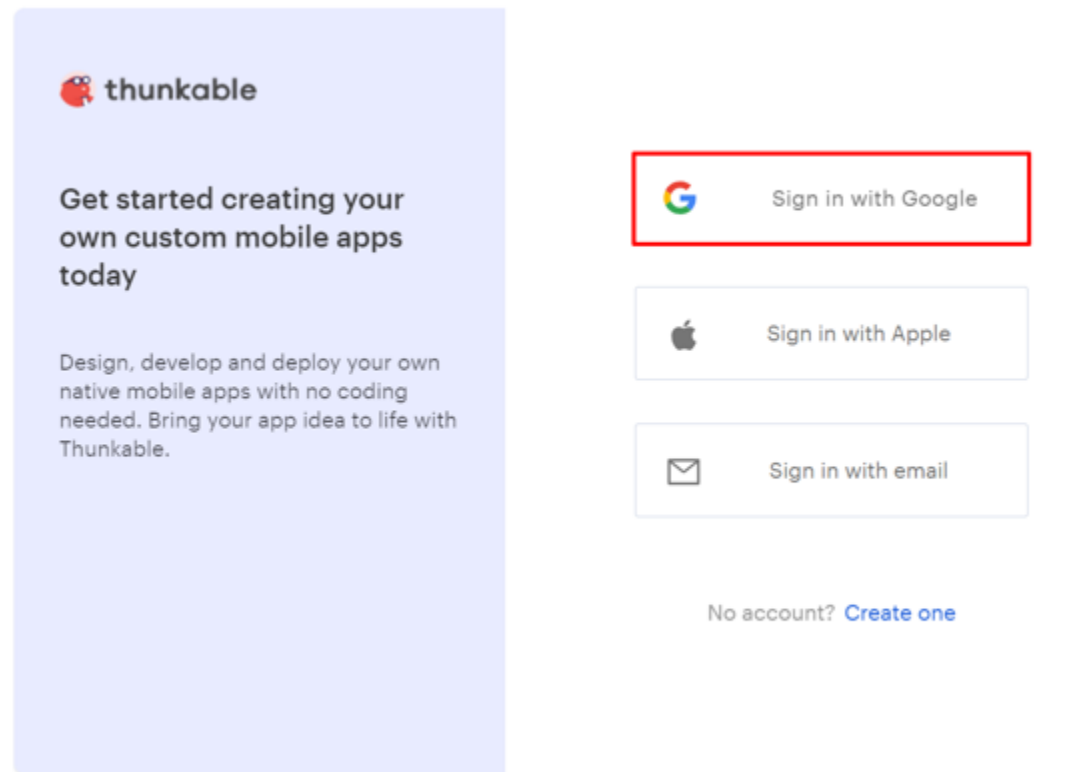 thunkable
Get started creating your
own custom mobile apps
today
Design, develop and deploy your own
native mobile apps with no coding
needed. Bring your app idea to life with
Thunkable.
Sign in with Google
Sign in with Apple
Sign in with email
No account? Create one